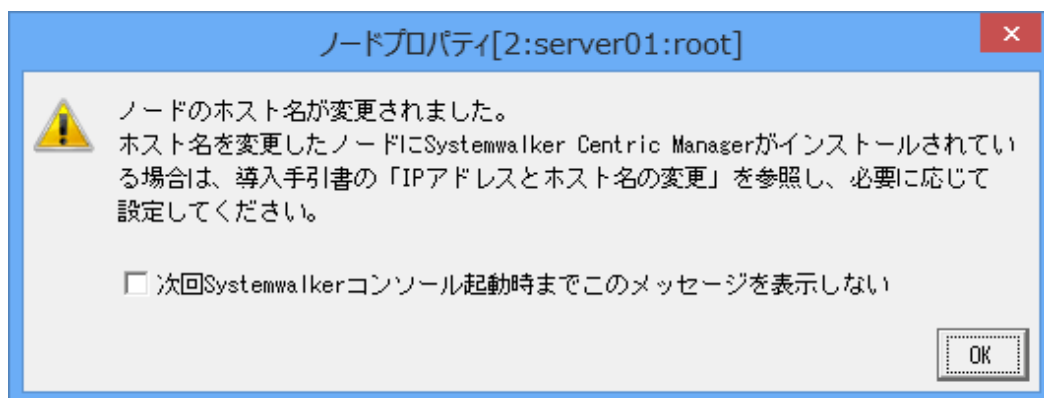 ノードプロパティ[2:server01:root]
ノードのホスト名が変更されました。
ホスト名を変更したノードにSystemwalker Centric Managerがインストールされてい
る場合は、導入手引書の「IPアドレスとホスト名の変更」を参照し、必要に応じて
設定してください。
次回Systemwalkerコンソール起動時までこのメッセージを表示しない
OK